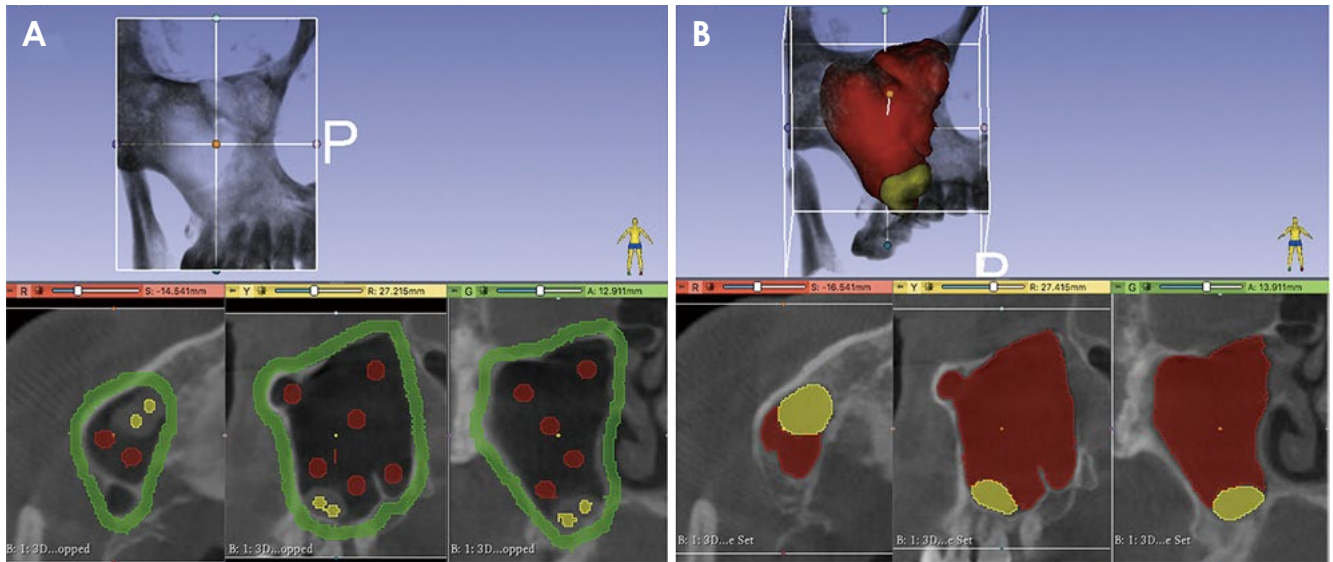 A
P
R S: -14.541mm
Y R: 27.215mm
G A: 12.911mm
B: 1: 3D...opped
B: 1: 3D...opped
B: 1: 3D...opped
B
R S: -16.541mm
Y R: 27.415mm
G A: 13.911mm
B: 1: 3D...e Set
B: 1: 3D...e Set
B: 1: 3D...e Set